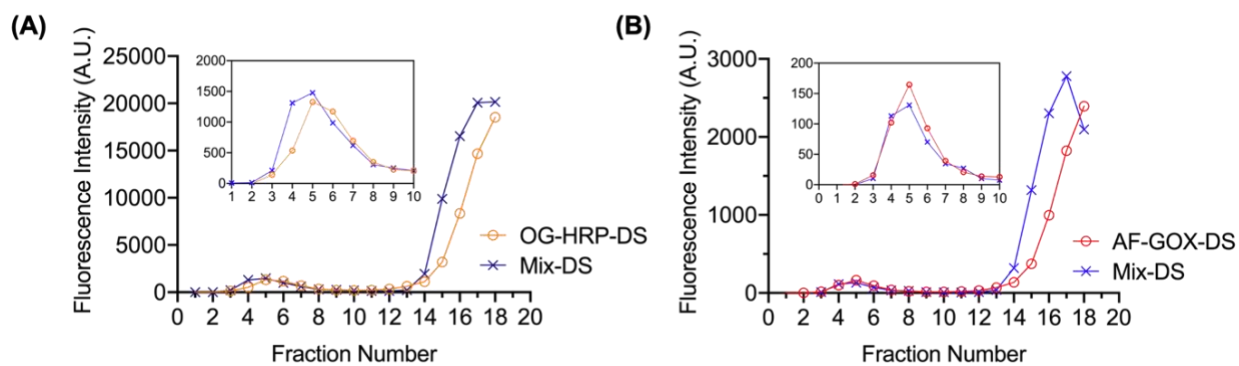 (A)
Fluorescence Intensity (A.U.)
25000
20000
15000
10000
5000
0
0 2 4 6 8 10 12 14 16 18 20
Fraction Number
2000
1500
1000
500
0
1 2 3 4 5 6 7 8 9 10
OG-HRP-DS
Mix-DS
(B)
Fluorescence Intensity (A.U.)
3000
2000
1000
0
0 2 4 6 8 10 12 14 16 18 20
Fraction Number
200
150
100
50
0
0 1 2 3 4 5 6 7 8 9 10
AF-GOX-DS
Mix-DS